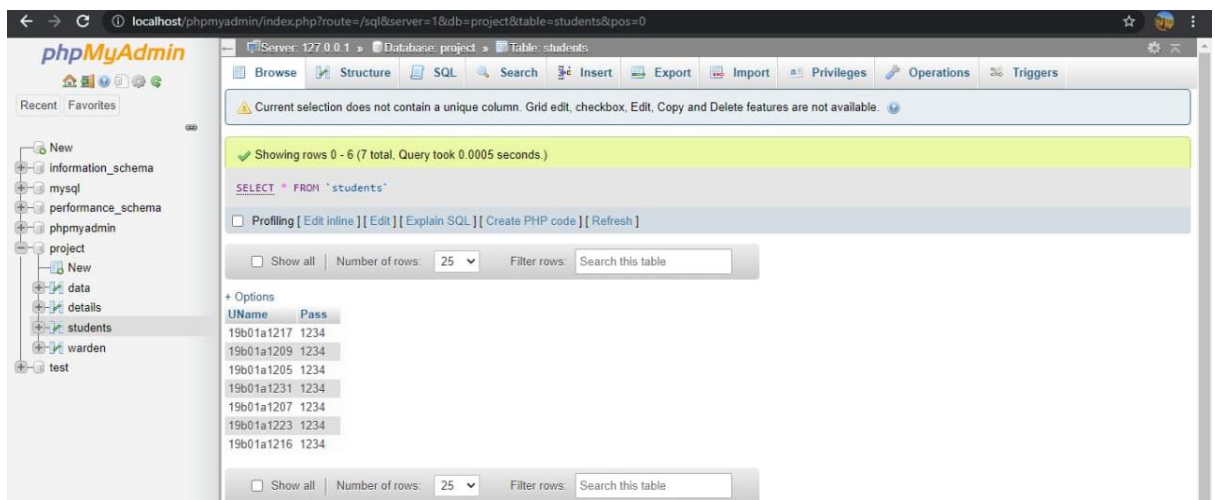 localhost/phpmyadmin/index.php?route=/sql&server=1&db=project&table=students&pos=0
phpMyAdmin
Recent Favorites
New
information_schema
mysql
performance_schema
phpmyadmin
project
New
data
details
students
warden
test
Server: 127.0.0.1 » Database: project » Table: students
Browse Structure SQL Search Insert Export Import Privileges Operations Triggers
Current selection does not contain a unique column. Grid edit, checkbox, Edit, Copy and Delete features are not available.
Showing rows 0 - 6 (7 total, Query took 0.0005 seconds.)
SELECT * FROM `students`
Profiling [ Edit inline ] [ Edit ] [ Explain SQL ] [ Create PHP code ] [ Refresh ]
Show all | Number of rows: 25 Filter rows: Search this table
+ Options
UName Pass
19b01a1217 1234
19b01a1209 1234
19b01a1205 1234
19b01a1231 1234
19b01a1207 1234
19b01a1223 1234
19b01a1216 1234
Show all | Number of rows: 25 Filter rows: Search this table